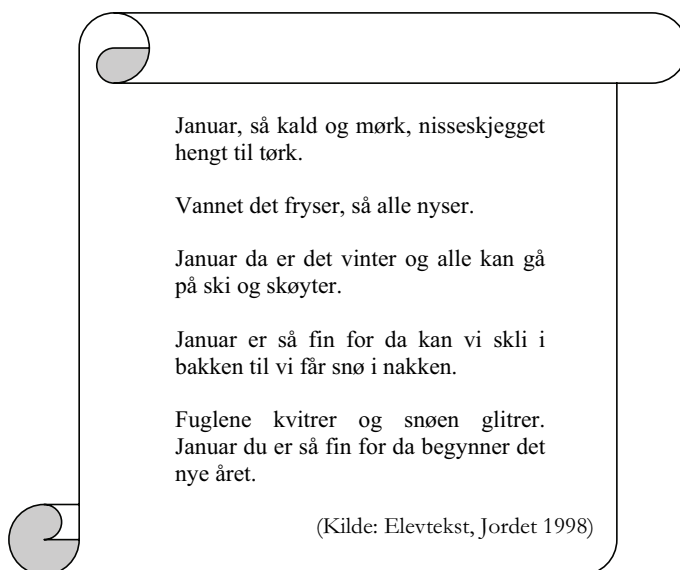 Januar, så kald og mørk, nisseskjegget
hengt til tørk.
Vannet det fryser, så alle nyser.
Januar da er det vinter og alle kan gå
på ski og skøyter.
Januar er så fin for da kan vi skli i
bakken til vi får snø i nakken.
Fuglene kvitrer og snøen glitrer.
Januar du er så fin for da begynner det
nye året.
(Kilde: Elevtekst, Jordet 1998)